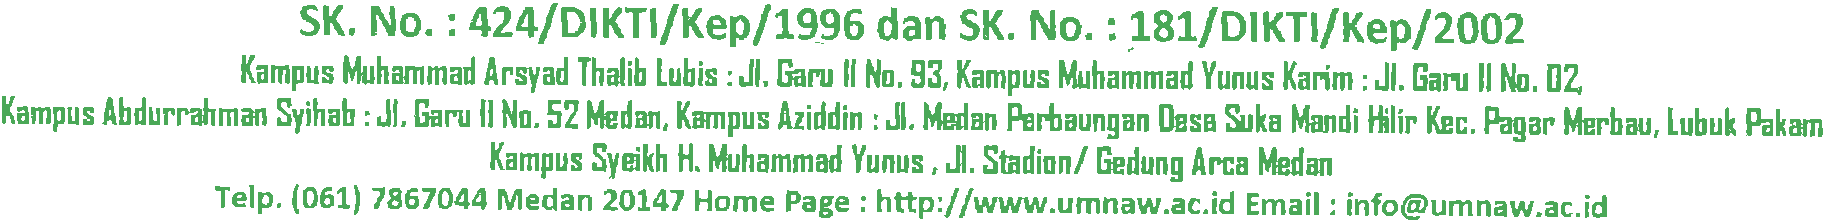 SK. No. : 424/DIKTI/Kep/1996 dan SK. No. : 181/DIKTI/Kep/2002
Kampus Muhammad Arsyad Thalib Lubis : Jl. Garu II No. 93, Kampus Muhammad Yunus Karim : Jl. Garu II No. 02,
Kampus Abdurrahman Syihab : Jl. Garu II No. 52 Medan, Kampus Aziddin : Jl. Medan Perbaungan Desa Suka Mandi Hilir Kec. Pagar Merbau, Lubuk Pakam
Kampus Syeikh H. Muhammad Yunus , Jl. Stadion/ Gedung Arca Medan
Telp. (061) 7867044 Medan 20147 Home Page : http://www.umnaw.ac.id Email : info@umnaw.ac.id